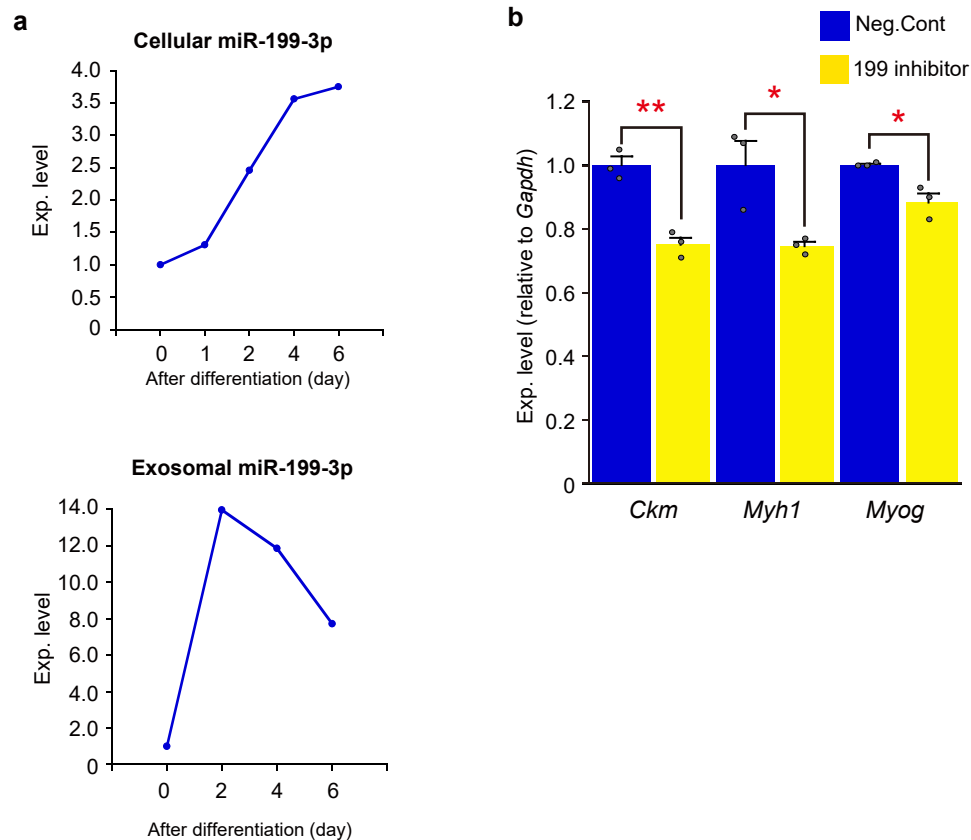 a
Cellular miR-199-3p
4.0
3.5
3.0
2.5
2.0
1.5
1.0
0.5
0
Exp. level
0 1 2 4 6
After differentiation (day)
Exosomal miR-199-3p
14.0
12.0
10.0
8.0
6.0
4.0
2.0
0
Exp. level
0 2 4 6
After differentiation (day)
b
Neg.Cont
199 inhibitor
** * *
1.2
1.0
0.8
0.6
0.4
0.2
0
Exp. level (relative to Gapdh)
Ckm Myh1 Myog